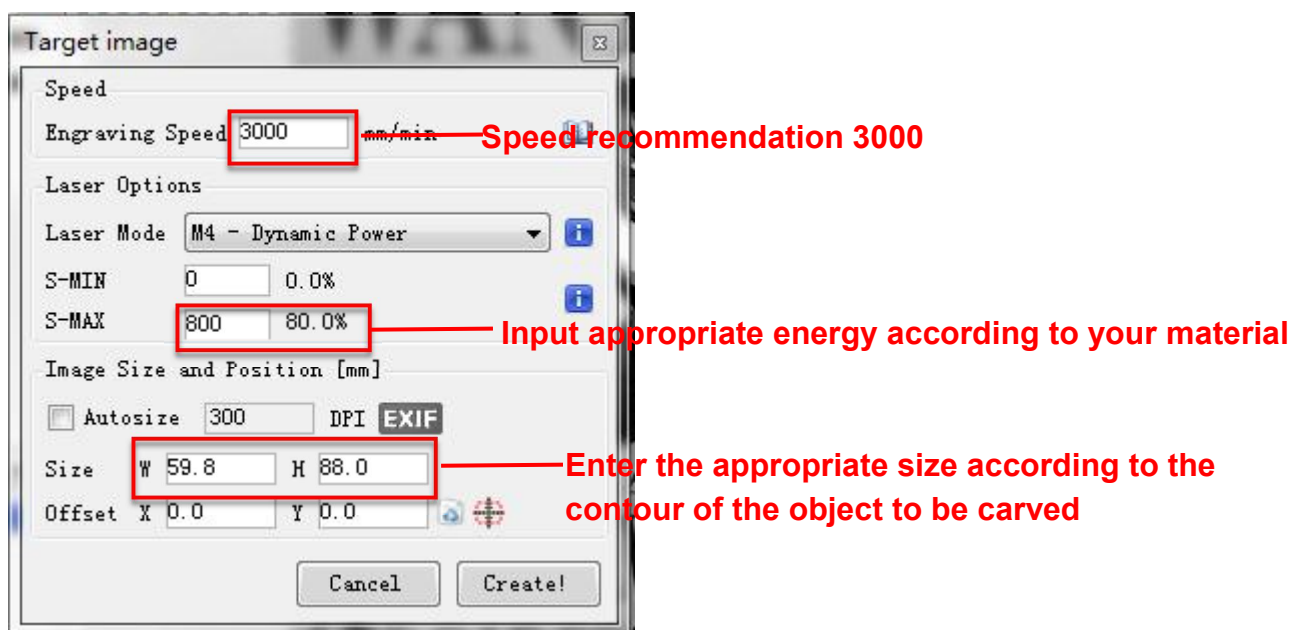 Target image
Speed
Engraving Speed 3000 mm/min Speed recommendation 3000
Laser Options
Laser Mode M4 - Dynamic Power
S-MIN 0 0.0%
S-MAX 800 80.0% Input appropriate energy according to your material
Image Size and Position [mm]
Autosize 300 DPI EXIF
Size W 59.8 H 88.0 Enter the appropriate size according to the
Offset X 0.0 Y 0.0 contour of the object to be carved
Cancel Create!